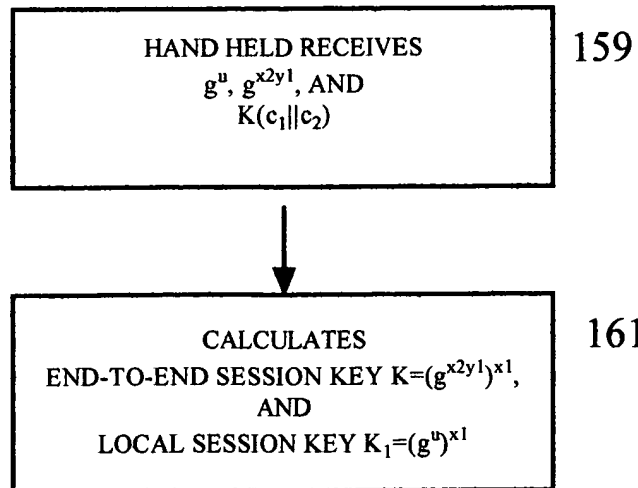 HAND HELD RECEIVES
g^u, g^x2y1, AND
K(c₁||c₂)
159
CALCULATES
END-TO-END SESSION KEY K=(g^x2y1)^x1,
AND
LOCAL SESSION KEY K₁=(g^u)^x1
161